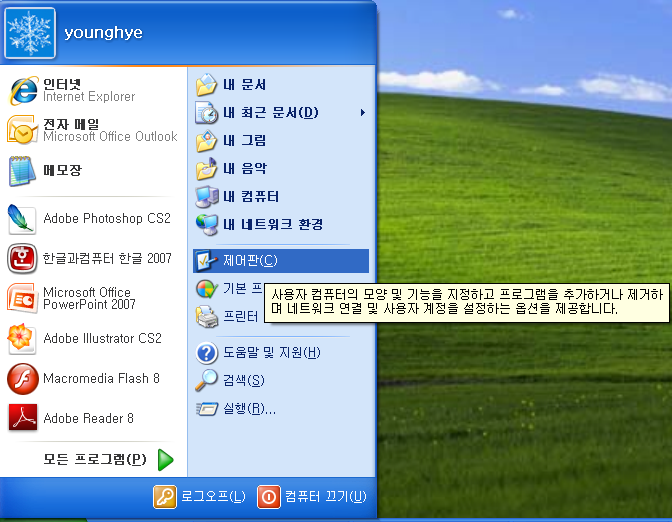 younghye
인터넷
Internet Explorer
전자 메일
Microsoft Office Outlook
메모장
Adobe Photoshop CS2
한글과컴퓨터 한글 2007
Microsoft Office
PowerPoint 2007
Adobe Illustrator CS2
Macromedia Flash 8
Adobe Reader 8
모든 프로그램(P)
내 문서
내 최근 문서(D)
내 그림
내 음악
내 컴퓨터
내 네트워크 환경
제어판(C)
기본 프
프린터
사용자 컴퓨터의 모양 및 기능을 지정하고 프로그램을 추가하거나 제거하
며 네트워크 연결 및 사용자 계정을 설정하는 옵션을 제공합니다.
도움말 및 지원(H)
검색(S)
실행(R)...
로그오프(L)
컴퓨터 끄기(U)